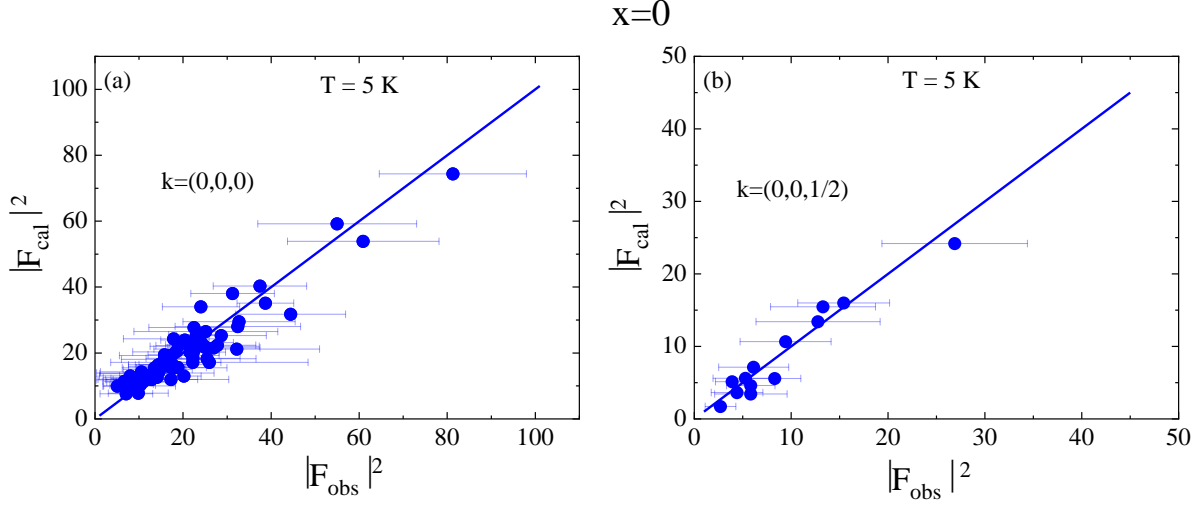 x=0
(a)
T = 5 K
k=(0,0,0)
100
80
60
40
20
0
0 20 40 60 80 100
|F_cal|^2
|F_obs|^2
(b)
T = 5 K
k=(0,0,1/2)
50
40
30
20
10
0
0 10 20 30 40 50
|F_cal|^2
|F_obs|^2